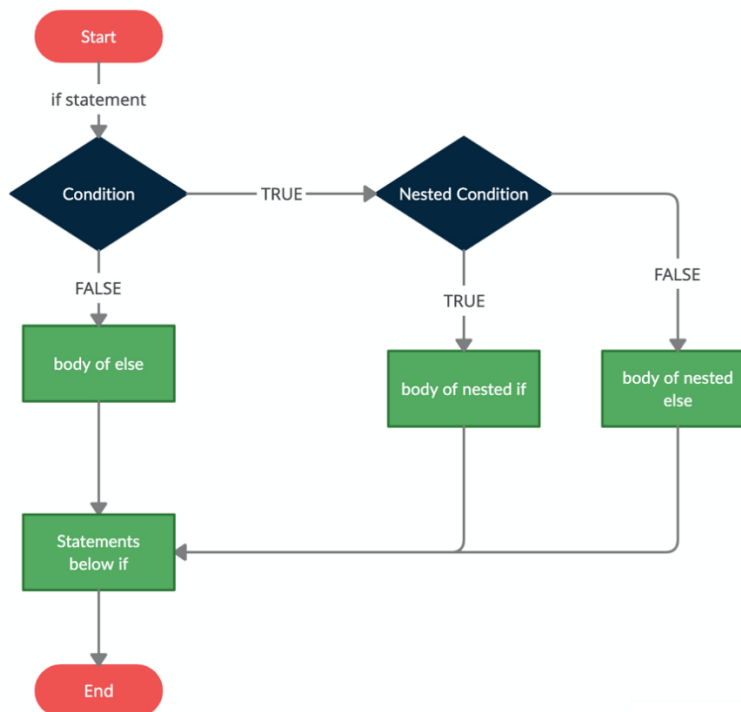 Start
if statement
Condition
TRUE
Nested Condition
FALSE
TRUE
FALSE
body of else
body of nested if
body of nested
else
Statements
below if
End